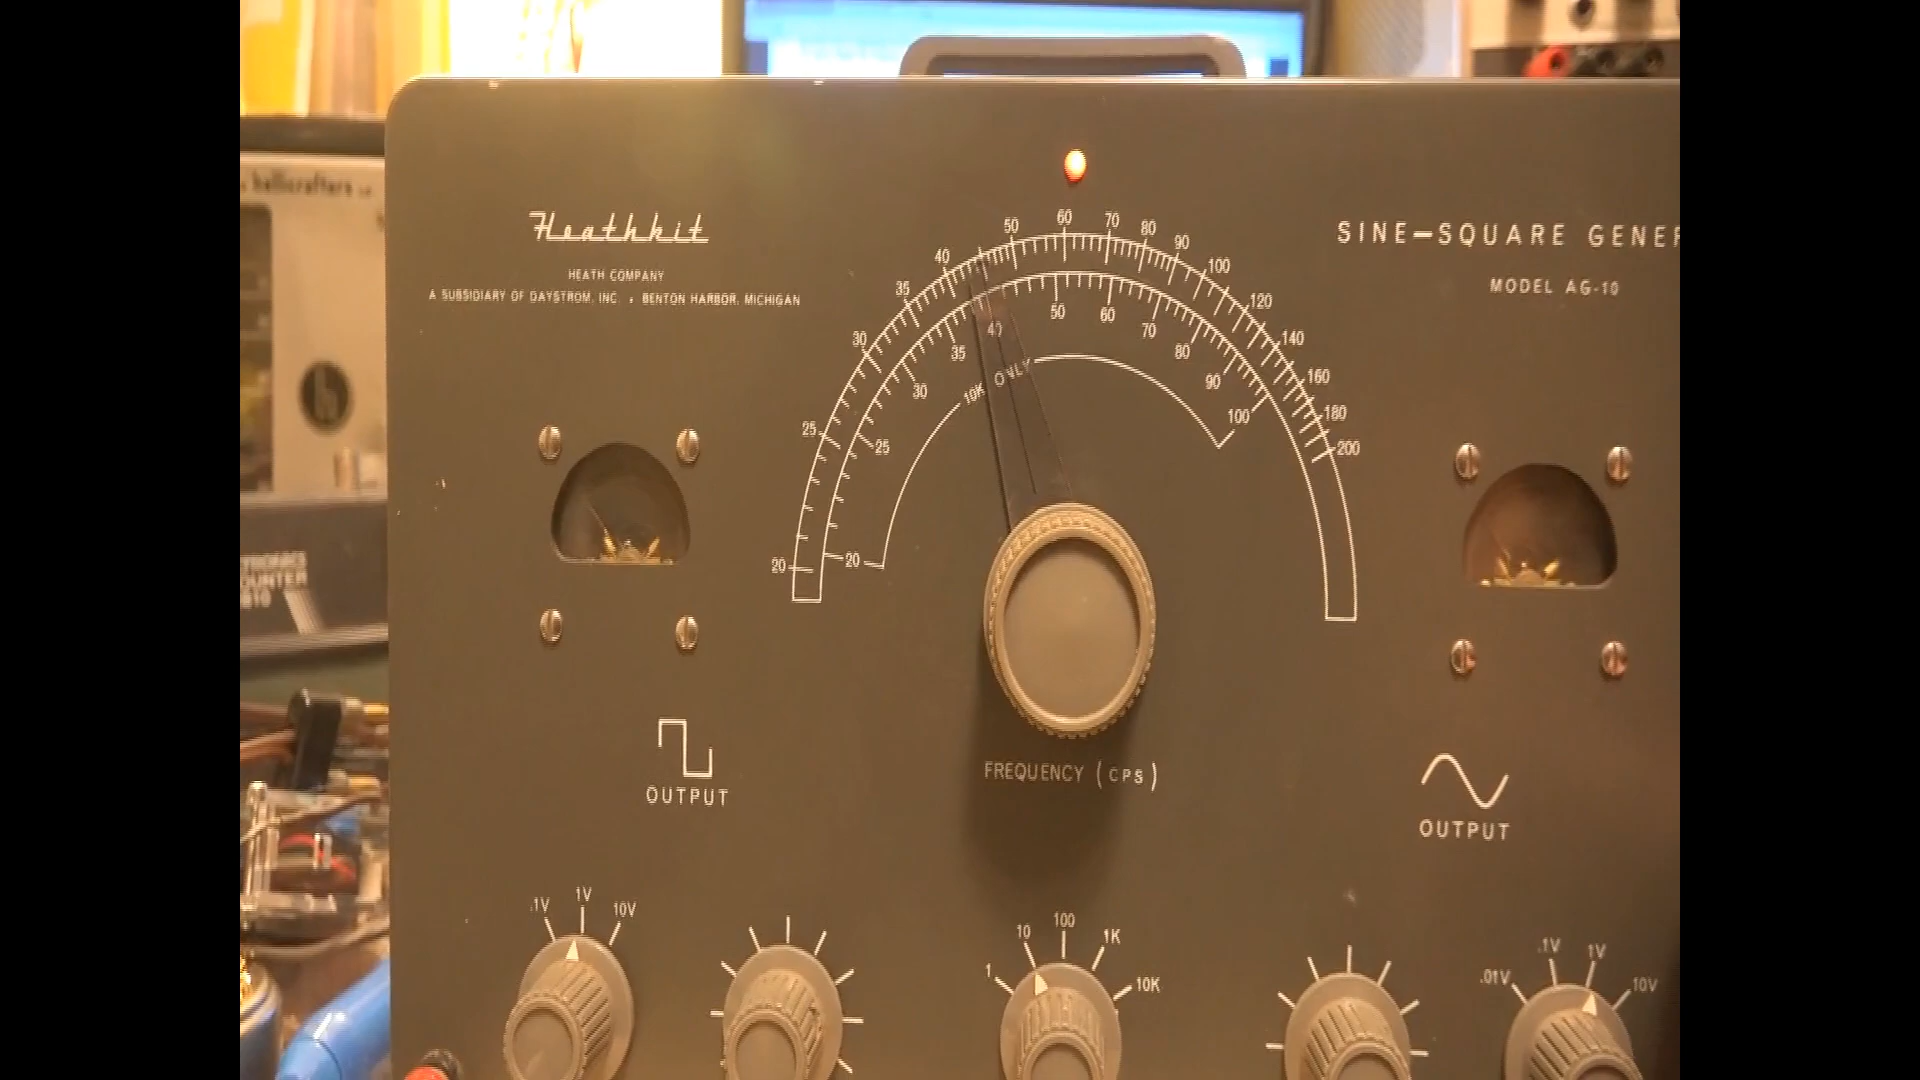 hallicrafters
Heathkit
HEATH COMPANY
A SUBSIDIARY OF DAYSTROM, INC. • BENTON HARBOR, MICHIGAN
SINE-SQUARE GENER
MODEL AG-10
20 25 30 35 40 50 60 70 80 90 100 120 140 160 180 200
20 25 30 35 40 50 60 70 80 90 100
10K ONLY
FREQUENCY (CPS)
OUTPUT
OUTPUT
.1V 1V 10V
1 10 100 1K 10K
.01V .1V 1V 10V